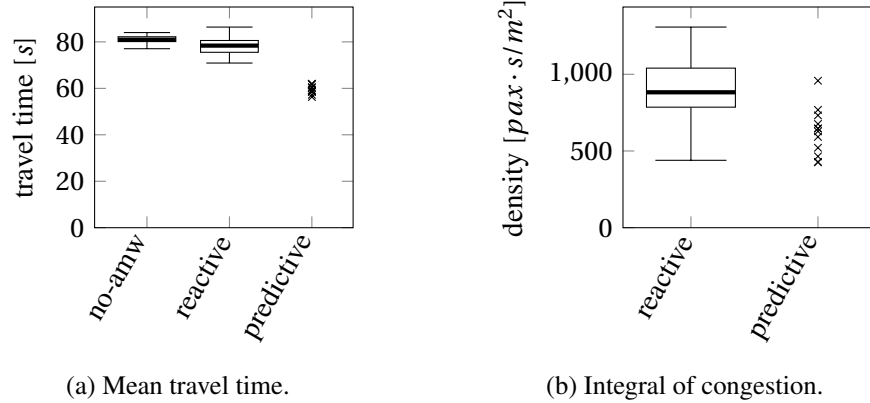 travel time [s]
80
60
40
20
0
no-amw
reactive
predictive
(a) Mean travel time.
density [pax · s/m²]
1,000
500
0
reactive
predictive
(b) Integral of congestion.